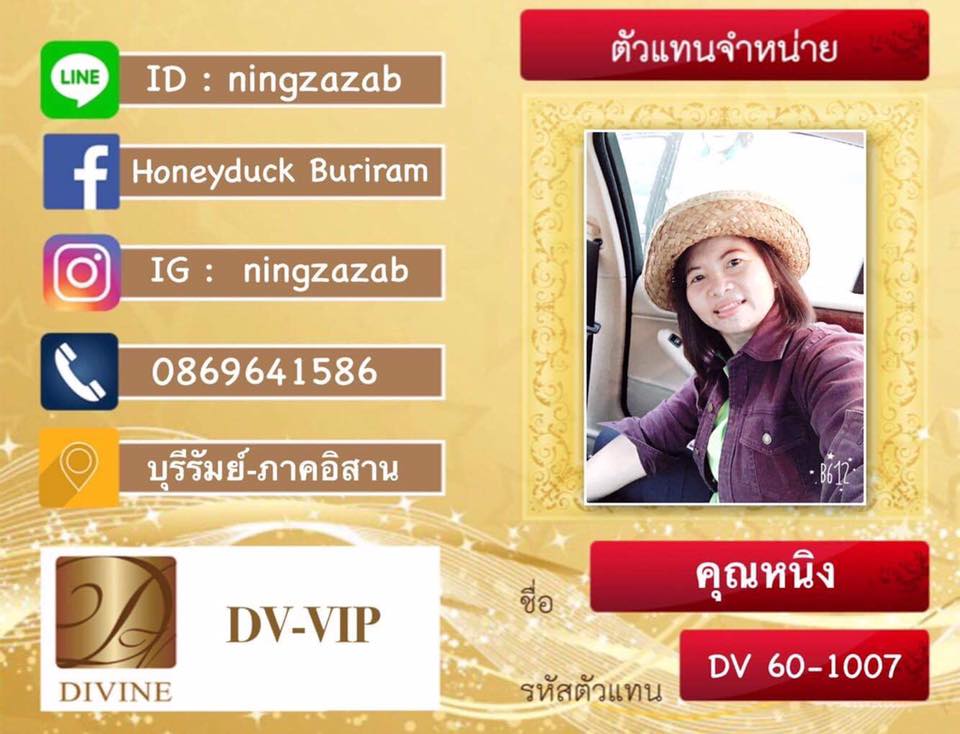 LINE
ID : ningzazab
Honeyduck Buriram
IG : ningzazab
0869641586
บุรีรัมย์-ภาคอิสาน
DIVINE
DV-VIP
ตัวแทนจำหน่าย
B612
ชื่อ
คุณหนิง
รหัสตัวแทน
DV 60-1007